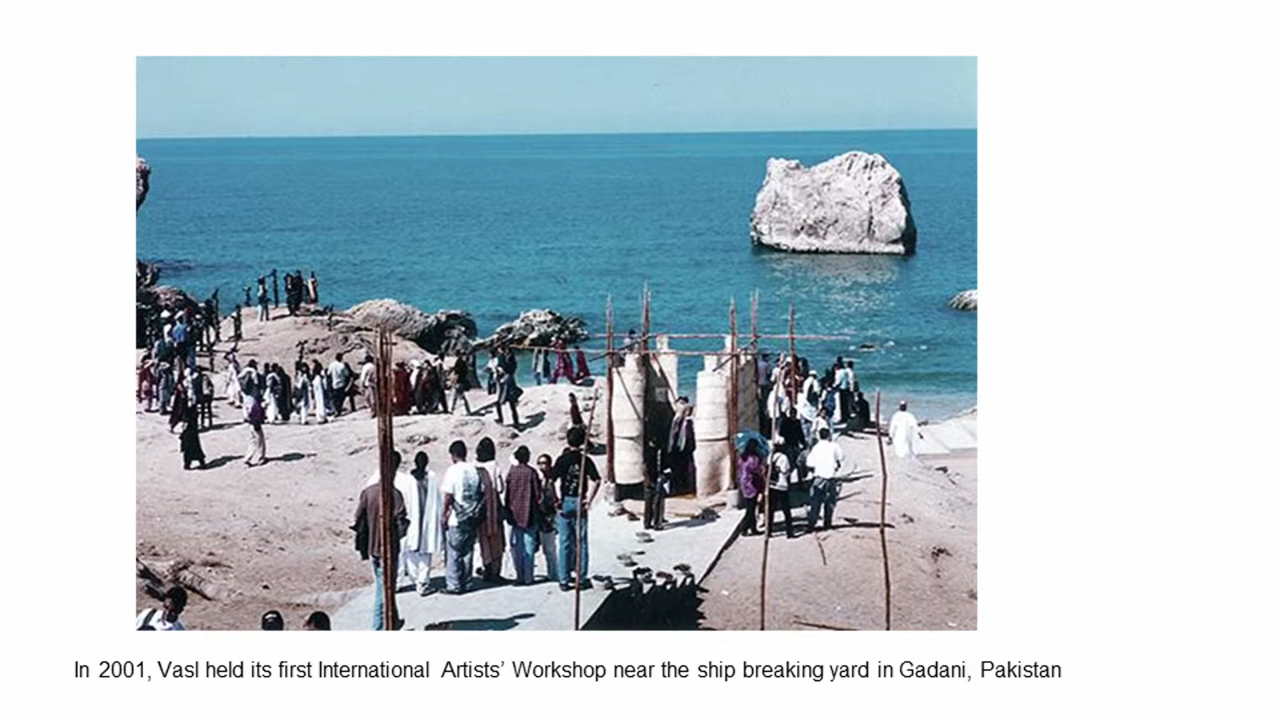 In 2001, Vasl held its first International Artists’ Workshop near the ship breaking yard in Gadani, Pakistan